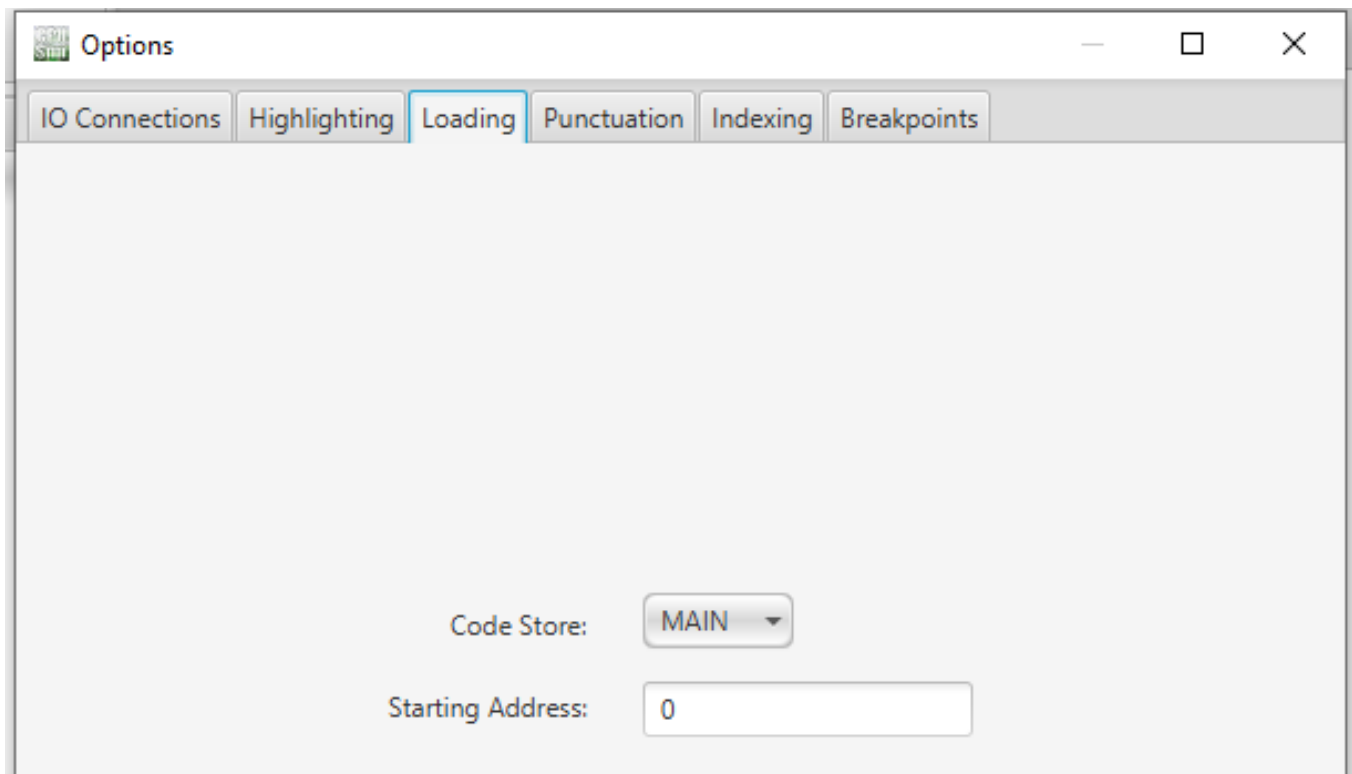 Options
IO Connections Highlighting Loading Punctuation Indexing Breakpoints
Code Store: MAIN
Starting Address: 0